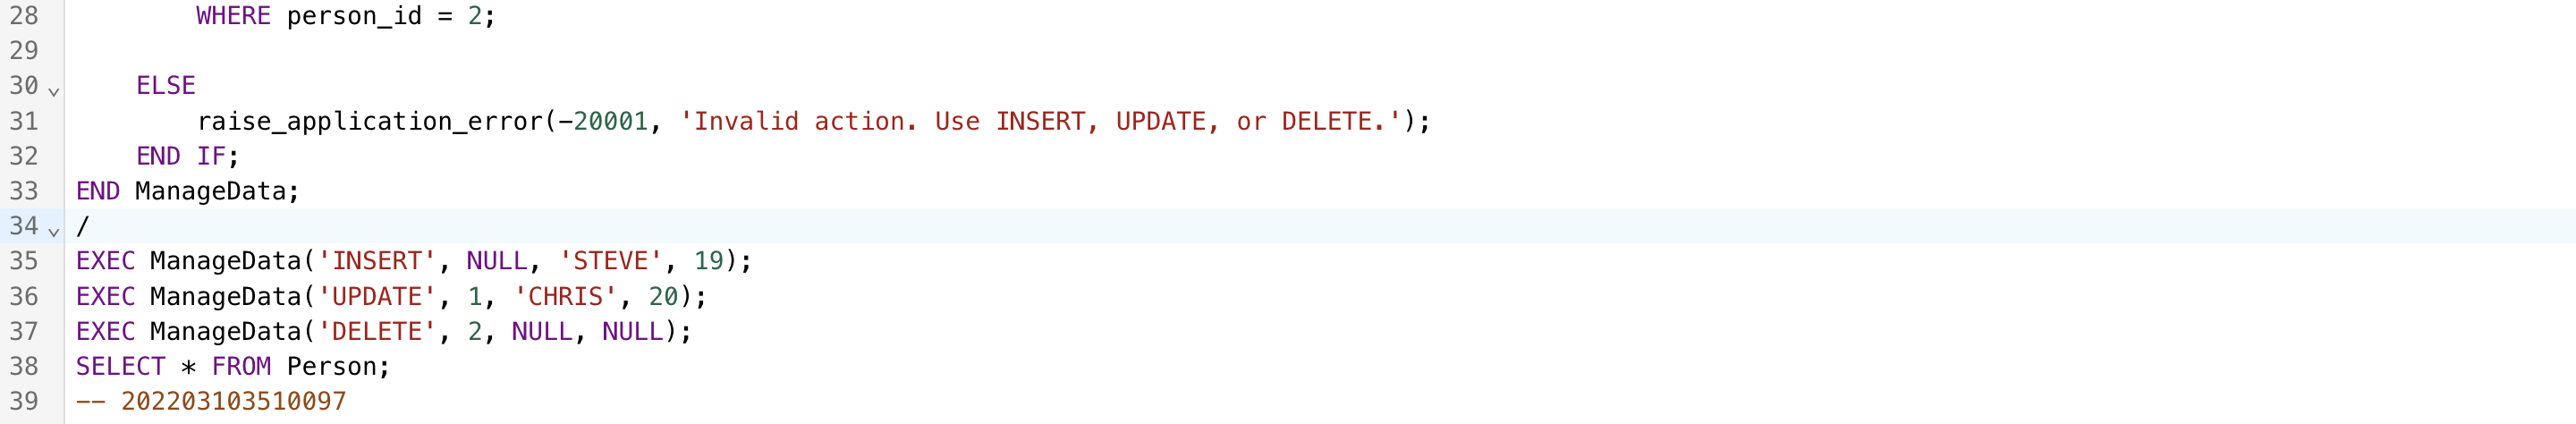 28 WHERE person_id = 2;
29
30 ELSE
31 raise_application_error(-20001, 'Invalid action. Use INSERT, UPDATE, or DELETE.');
32 END IF;
33 END ManageData;
34 /
35 EXEC ManageData('INSERT', NULL, 'STEVE', 19);
36 EXEC ManageData('UPDATE', 1, 'CHRIS', 20);
37 EXEC ManageData('DELETE', 2, NULL, NULL);
38 SELECT * FROM Person;
39 -- 202203103510097